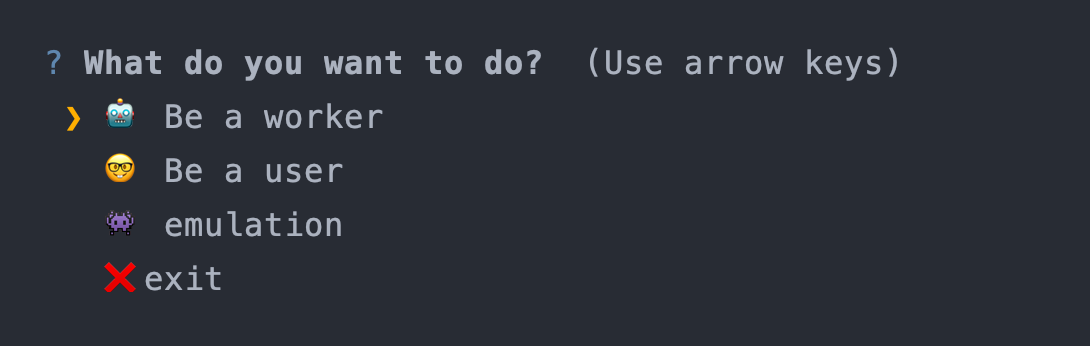 ? What do you want to do? (Use arrow keys)
❯ 🤖 Be a worker
🤓 Be a user
👾 emulation
❌ exit